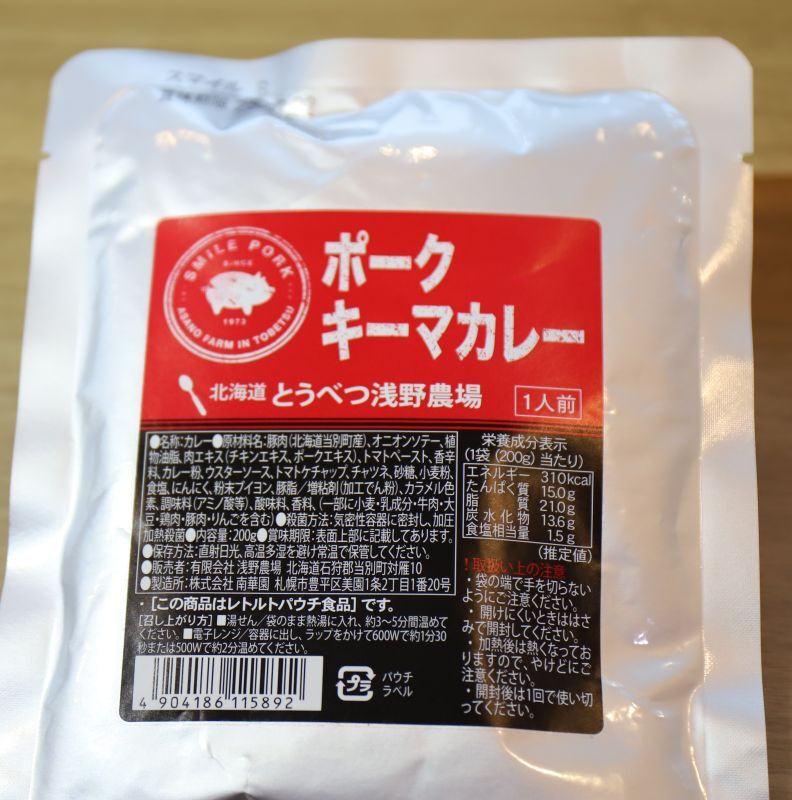 スマイル
SMILE PORK
SINCE
1973
ASANO FARM IN TOBETSU
ポーク
キーマカレー
北海道 とうべつ浅野農場
1人前
●名称:カレー●原材料名:豚肉(北海道当別町産)、オニオンソテー、植
物油脂、肉エキス(チキンエキス、ポークエキス)、トマトペースト、香辛
料、カレー粉、ウスターソース、トマトケチャップ、チャツネ、砂糖、小麦粉、
食塩、にんにく、粉末ブイヨン、豚脂/増粘剤(加工でん粉)、カラメル色
素、調味料(アミノ酸等)、酸味料、香料、(一部に小麦・乳成分・牛肉・大
豆・鶏肉・豚肉・りんごを含む)●殺菌方法:気密性容器に密封し、加圧
加熱殺菌●内容量:200g●賞味期限:表面上部に記載してあります。
●保存方法:直射日光、高温多湿を避け常温で保管してください。
●販売者:有限会社 浅野農場 北海道石狩郡当別町対雁10
●製造所:株式会社 南華園 札幌市豊平区美園1条2丁目1番20号
・[この商品はレトルトパウチ食品]です。
[召し上がり方]■湯せん/袋のまま熱湯に入れ、約3〜5分間温めて
ください。■電子レンジ/容器に出し、ラップをかけて600Wで約1分30
秒または500Wで約2分温めてください。
4 904186 115892
プラ
パウチ
ラベル
栄養成分表示
(1袋(200g)当たり)
エネルギー 310kcal
たんぱく質 15.0g
脂質 21.0g
炭水化物 13.6g
食塩相当量 1.5g
(推定値)
!取扱い上の注意
・袋の端で手を切らない
ようにご注意ください。
・開けにくいときははさ
みで開封してください。
・加熱後は熱くなってお
りますので、やけどにご
注意ください。
・開封後は1回で使い切
ってください。